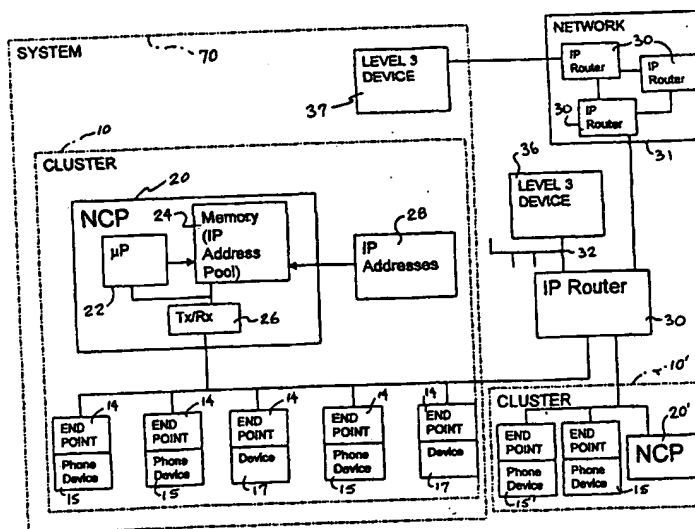 SYSTEM
70
LEVEL 3
DEVICE
37
NETWORK
30
IP
Router
IP
Router
30
IP
Router
31
10
CLUSTER
20
NCP
24
Memory
(IP
Address
Pool)
µP
22
Tx/Rx
26
28
IP
Addresses
36
LEVEL 3
DEVICE
32
IP Router
30
14
END
POINT
Phone
Device
15
14
END
POINT
Phone
Device
15
14
END
POINT
Device
17
14
END
POINT
Phone
Device
15
14
END
POINT
Device
17
10'
CLUSTER
END
POINT
Phone
Device
15'
END
POINT
Phone
Device
15
20'
NCP